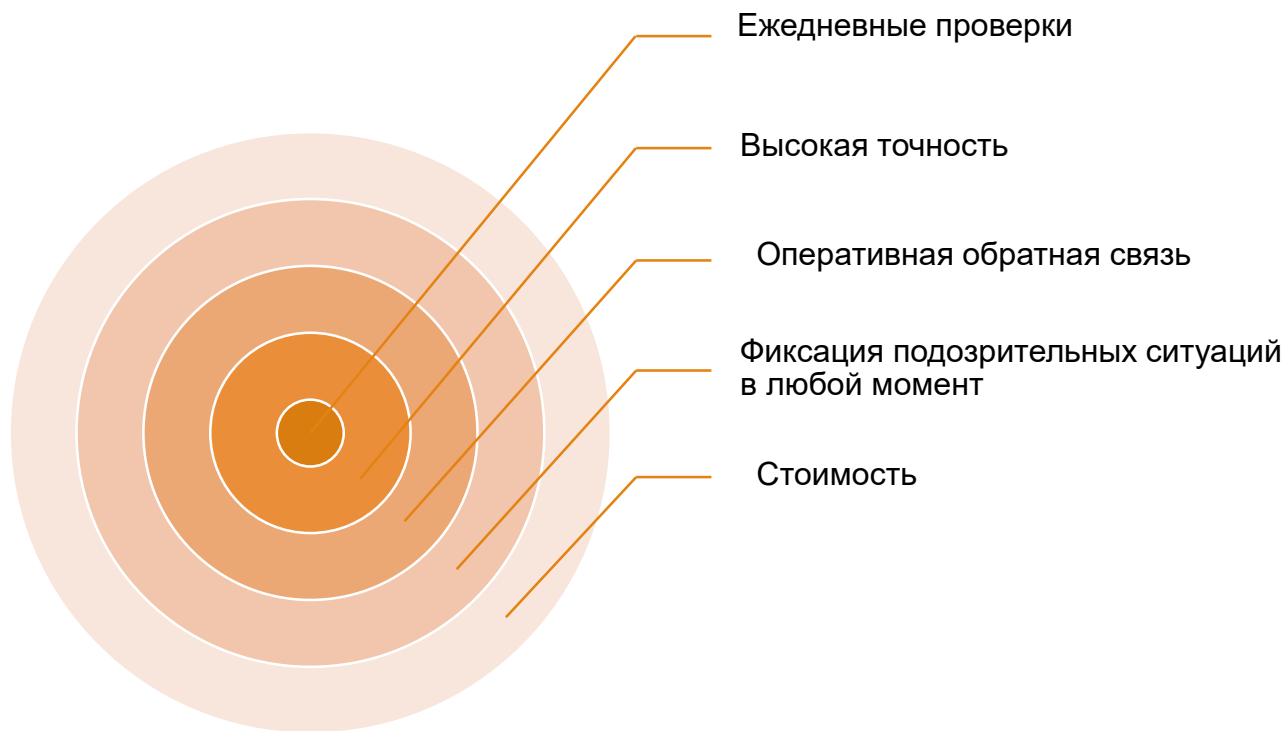 Ежедневные проверки
Высокая точность
Оперативная обратная связь
Фиксация подозрительных ситуаций
в любой момент
Стоимость